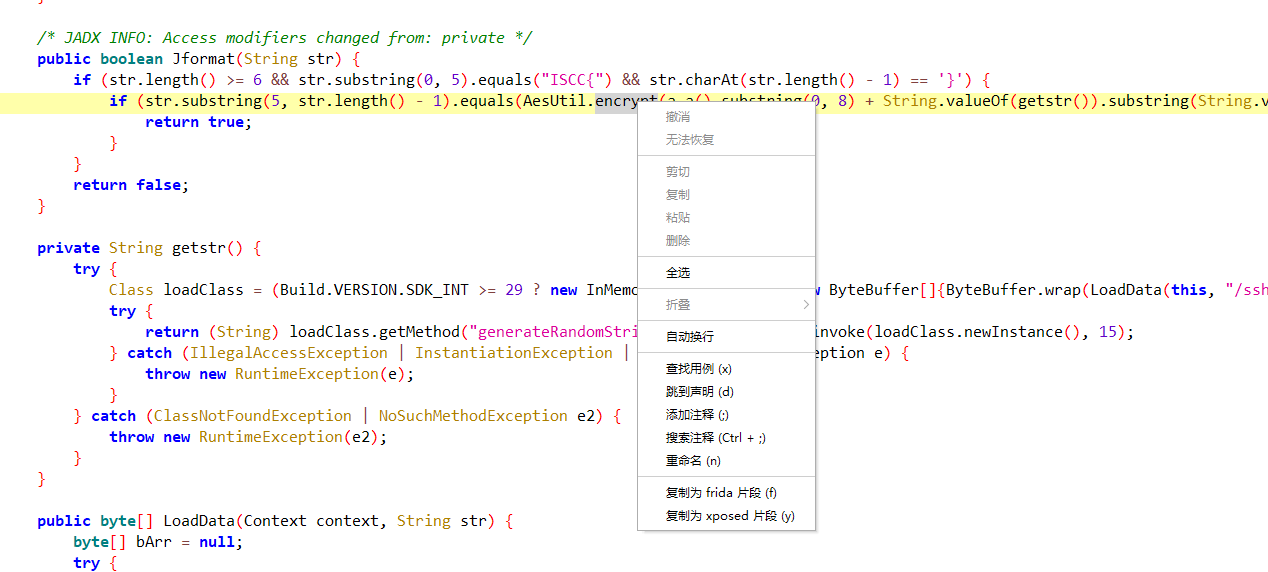 }
/* JADX INFO: Access modifiers changed from: private */
public boolean Jformat(String str) {
if (str.length() >= 6 && str.substring(0, 5).equals("ISCC{") && str.charAt(str.length() - 1) == '}') {
if (str.substring(5, str.length() - 1).equals(AesUtil.encrypt(a.a().substring(0, 8) + String.valueOf(getstr()).substring(String.v
return true;
}
}
return false;
}
private String getstr() {
try {
Class loadClass = (Build.VERSION.SDK_INT >= 29 ? new InMemo ByteBuffer[]{ByteBuffer.wrap(LoadData(this, "/ssh
try {
return (String) loadClass.getMethod("generateRandomStri invoke(loadClass.newInstance(), 15);
} catch (IllegalAccessException | InstantiationException | ception e) {
throw new RuntimeException(e);
}
} catch (ClassNotFoundException | NoSuchMethodException e2) {
throw new RuntimeException(e2);
}
}
public byte[] LoadData(Context context, String str) {
byte[] bArr = null;
try {
撤消
无法恢复
剪切
复制
粘贴
删除
全选
折叠
自动换行
查找用例 (x)
跳到声明 (d)
添加注释 (;)
搜索注释 (Ctrl + ;)
重命名 (n)
复制为 frida 片段 (f)
复制为 xposed 片段 (y)